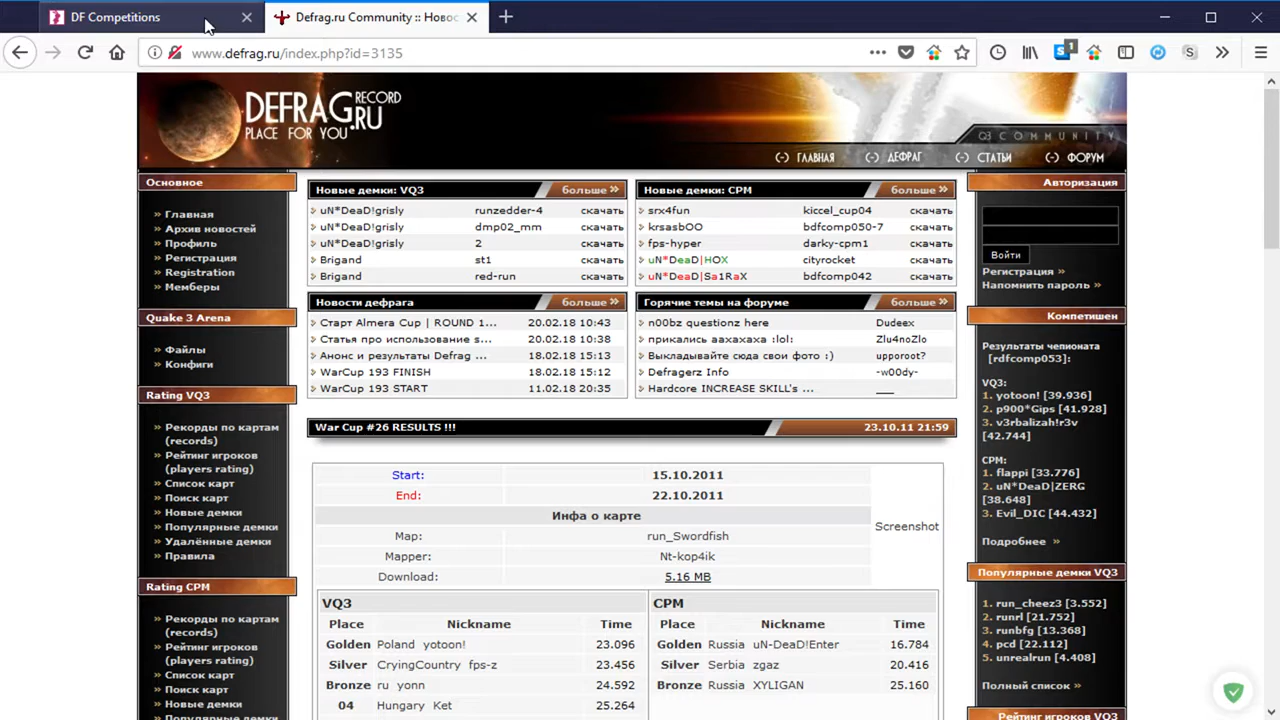 DF Competitions
Defrag.ru Community :: Новос
www.defrag.ru/index.php?id=3135
1
S
DEFRAG.RU
RECORD
PLACE FOR YOU
Q3 COMMUNITY
(-) ГЛАВНАЯ (-) ДЕФРАГ (-) СТАТЬИ (-) ФОРУМ
Основное
» Главная
» Архив новостей
» Профиль
» Регистрация
» Registration
» Мемберы
Quake 3 Arena
» Файлы
» Конфиги
Rating VQ3
» Рекорды по картам
(records)
» Рейтинг игроков
(players rating)
» Список карт
» Поиск карт
» Новые демки
» Популярные демки
» Удалённые демки
» Правила
Rating CPM
» Рекорды по картам
(records)
» Рейтинг игроков
(players rating)
» Список карт
» Поиск карт
» Новые демки
» Популярные демки
Новые демки: VQ3 больше »
uN*DeaD!grisly runzedder-4 скачать
uN*DeaD!grisly dmp02_mm скачать
uN*DeaD!grisly 2 скачать
Brigand st1 скачать
Brigand red-run скачать
Новые демки: CPM больше »
srx4fun kiccel_cup04 скачать
krsasbOO bdfcomp050-7 скачать
fps-hyper darky-cpm1 скачать
uN*DeaD|HOX cityrocket скачать
uN*DeaD|Sa1RaX bdfcomp042 скачать
Новости дефрага больше »
Старт Almera Cup | ROUND 1... 20.02.18 10:43
Статья про использование s... 20.02.18 10:38
Анонс и результаты Defrag ... 18.02.18 15:13
WarCup 193 FINISH 18.02.18 15:12
WarCup 193 START 11.02.18 20:35
Горячие темы на форуме больше »
n00bz questionz here Dudeex
прикались аахахаха :lol: Zlu4noZlo
Выкладывайте сюда свои фото :) upporoot?
Defragerz Info -w00dy-
Hardcore INCREASE SKILL's ... ___
War Cup #26 RESULTS !!! 23.10.11 21:59
Start: 15.10.2011
End: 22.10.2011
Инфа о карте
Map: run_Swordfish
Mapper: Nt-kop4ik
Download: 5.16 MB
Screenshot
VQ3
Place Nickname Time
Golden Poland yotoon! 23.096
Silver CryingCountry fps-z 23.456
Bronze ru yonn 24.592
04 Hungary Ket 25.264
CPM
Place Nickname Time
Golden Russia uN-DeaD!Enter 16.784
Silver Serbia zgaz 20.416
Bronze Russia XYLIGAN 25.160
Авторизация
Войти
Регистрация »
Напомнить пароль »
Компетишен
Результаты чемпионата
[rdfcomp053]:
VQ3:
1. yotoon! [39.936]
2. p900*Gips [41.928]
3. v3rbalizah!r3v
[42.744]
CPM:
1. flappi [33.776]
2. uN*DeaD|ZERG
[38.648]
3. Evil_DIC [44.432]
Подробнее »
Популярные демки VQ3
1. run_cheez3 [3.552]
2. runrl [21.752]
3. runbfg [13.368]
4. pcd [22.112]
5. unrealrun [4.408]
Полный список »
Рейтинг игроков VQ3